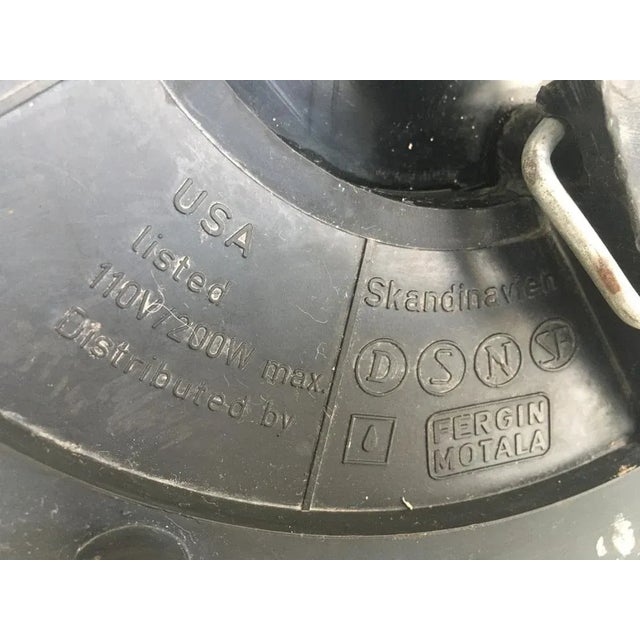 USA
listed
110V/200W max.
Distributed by
Skandinavien
D S N SF
FERGIN
MOTALA